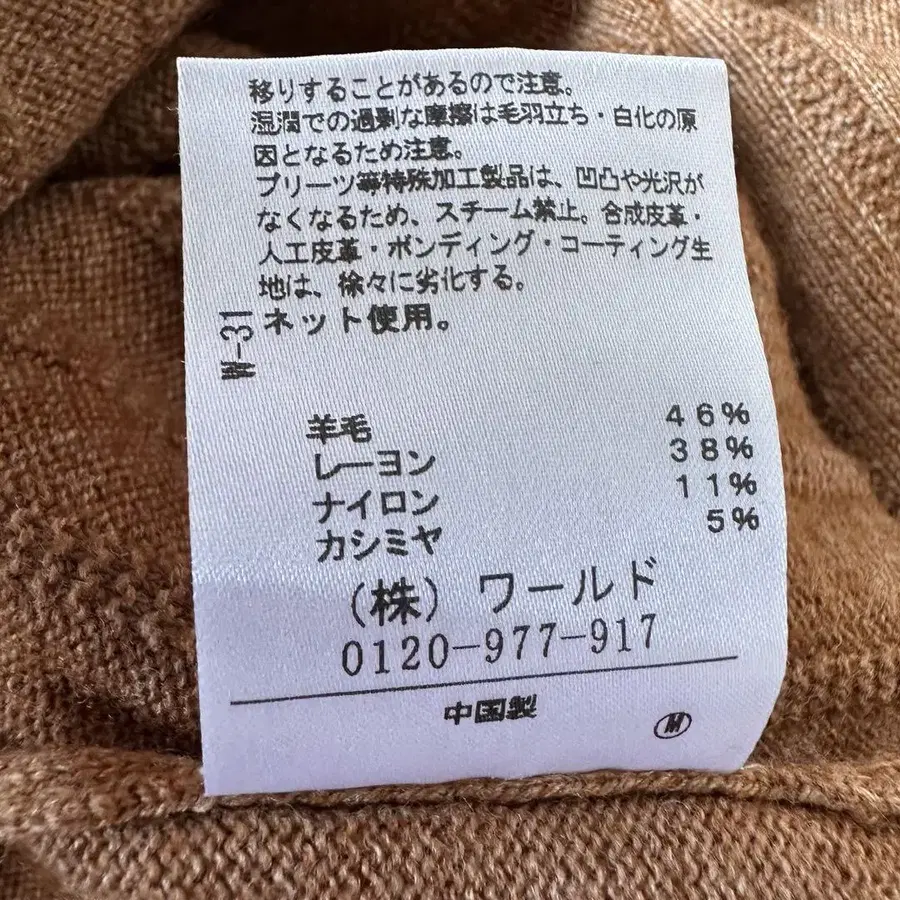 移りすることがあるので注意。
湿潤での過剰な摩擦は毛羽立ち・白化の原
因となるため注意。
プリーツ等特殊加工製品は、凹凸や光沢が
なくなるため、スチーム禁止。合成皮革・
人工皮革・ボンディング・コーティング生
地は、徐々に劣化する。
ネット使用。
W-31
羊毛 46%
レーヨン 38%
ナイロン 11%
カシミヤ 5%
(株) ワールド
0120-977-917
中国製
M